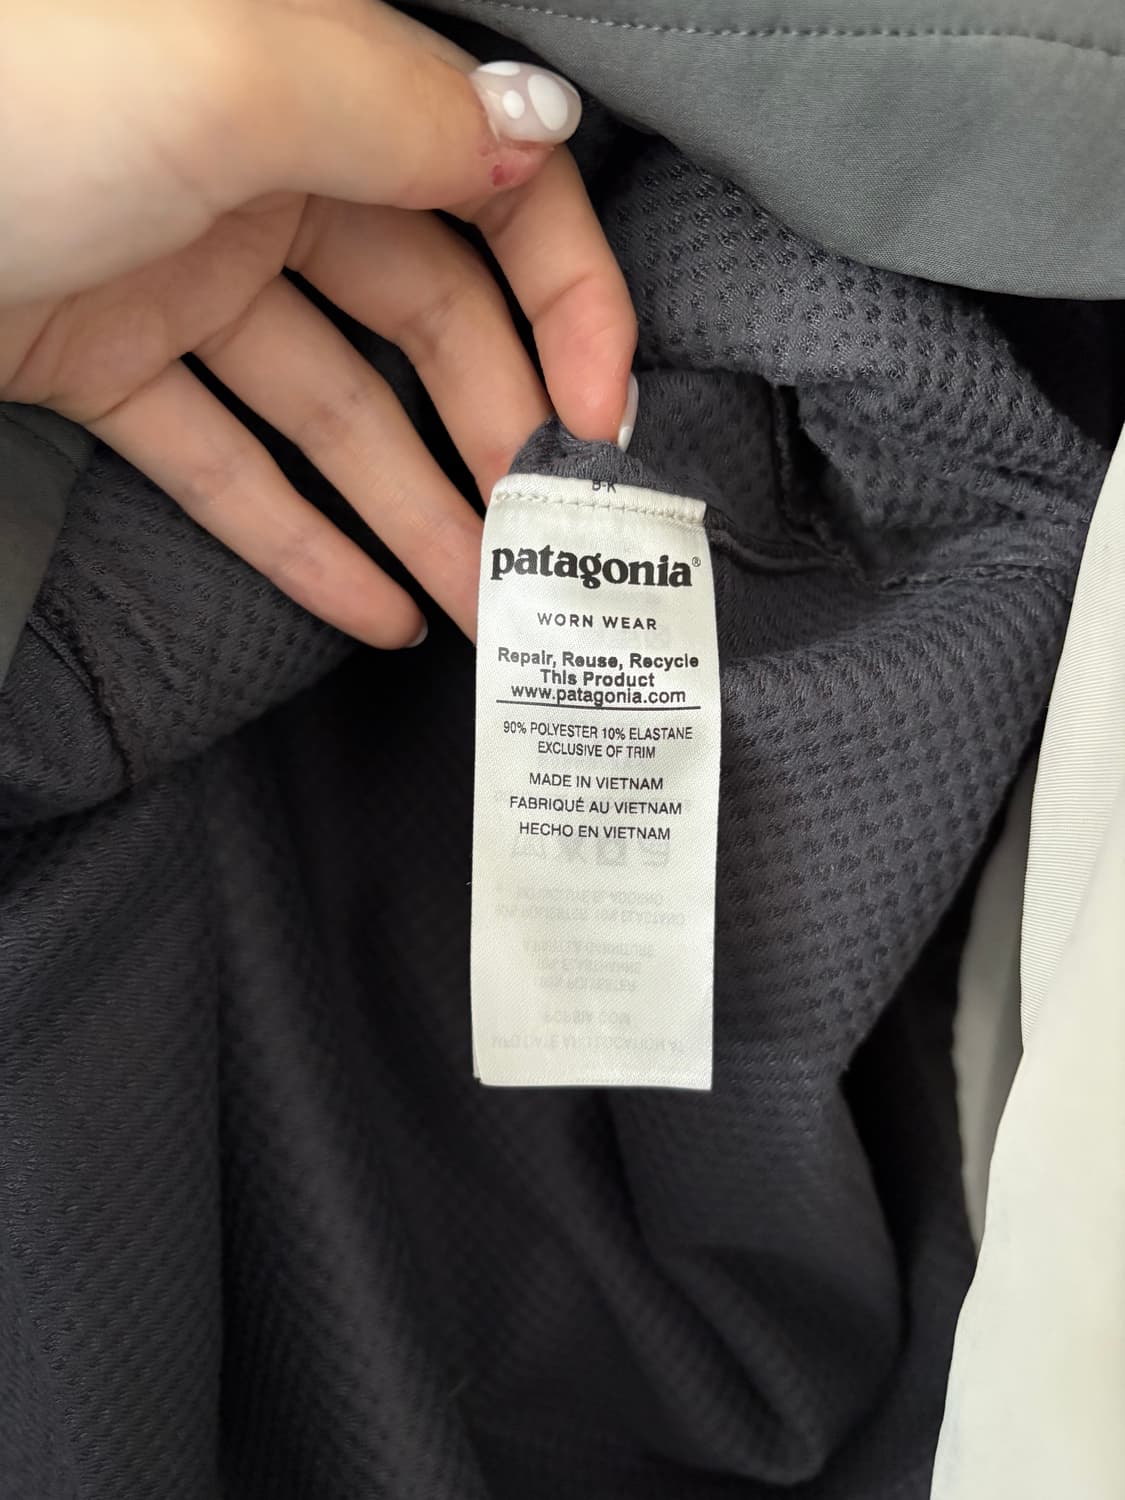 B-K
patagonia®
WORN WEAR
Repair, Reuse, Recycle
This Product
www.patagonia.com
90% POLYESTER 10% ELASTANE
EXCLUSIVE OF TRIM
MADE IN VIETNAM
FABRIQUÉ AU VIETNAM
HECHO EN VIETNAM